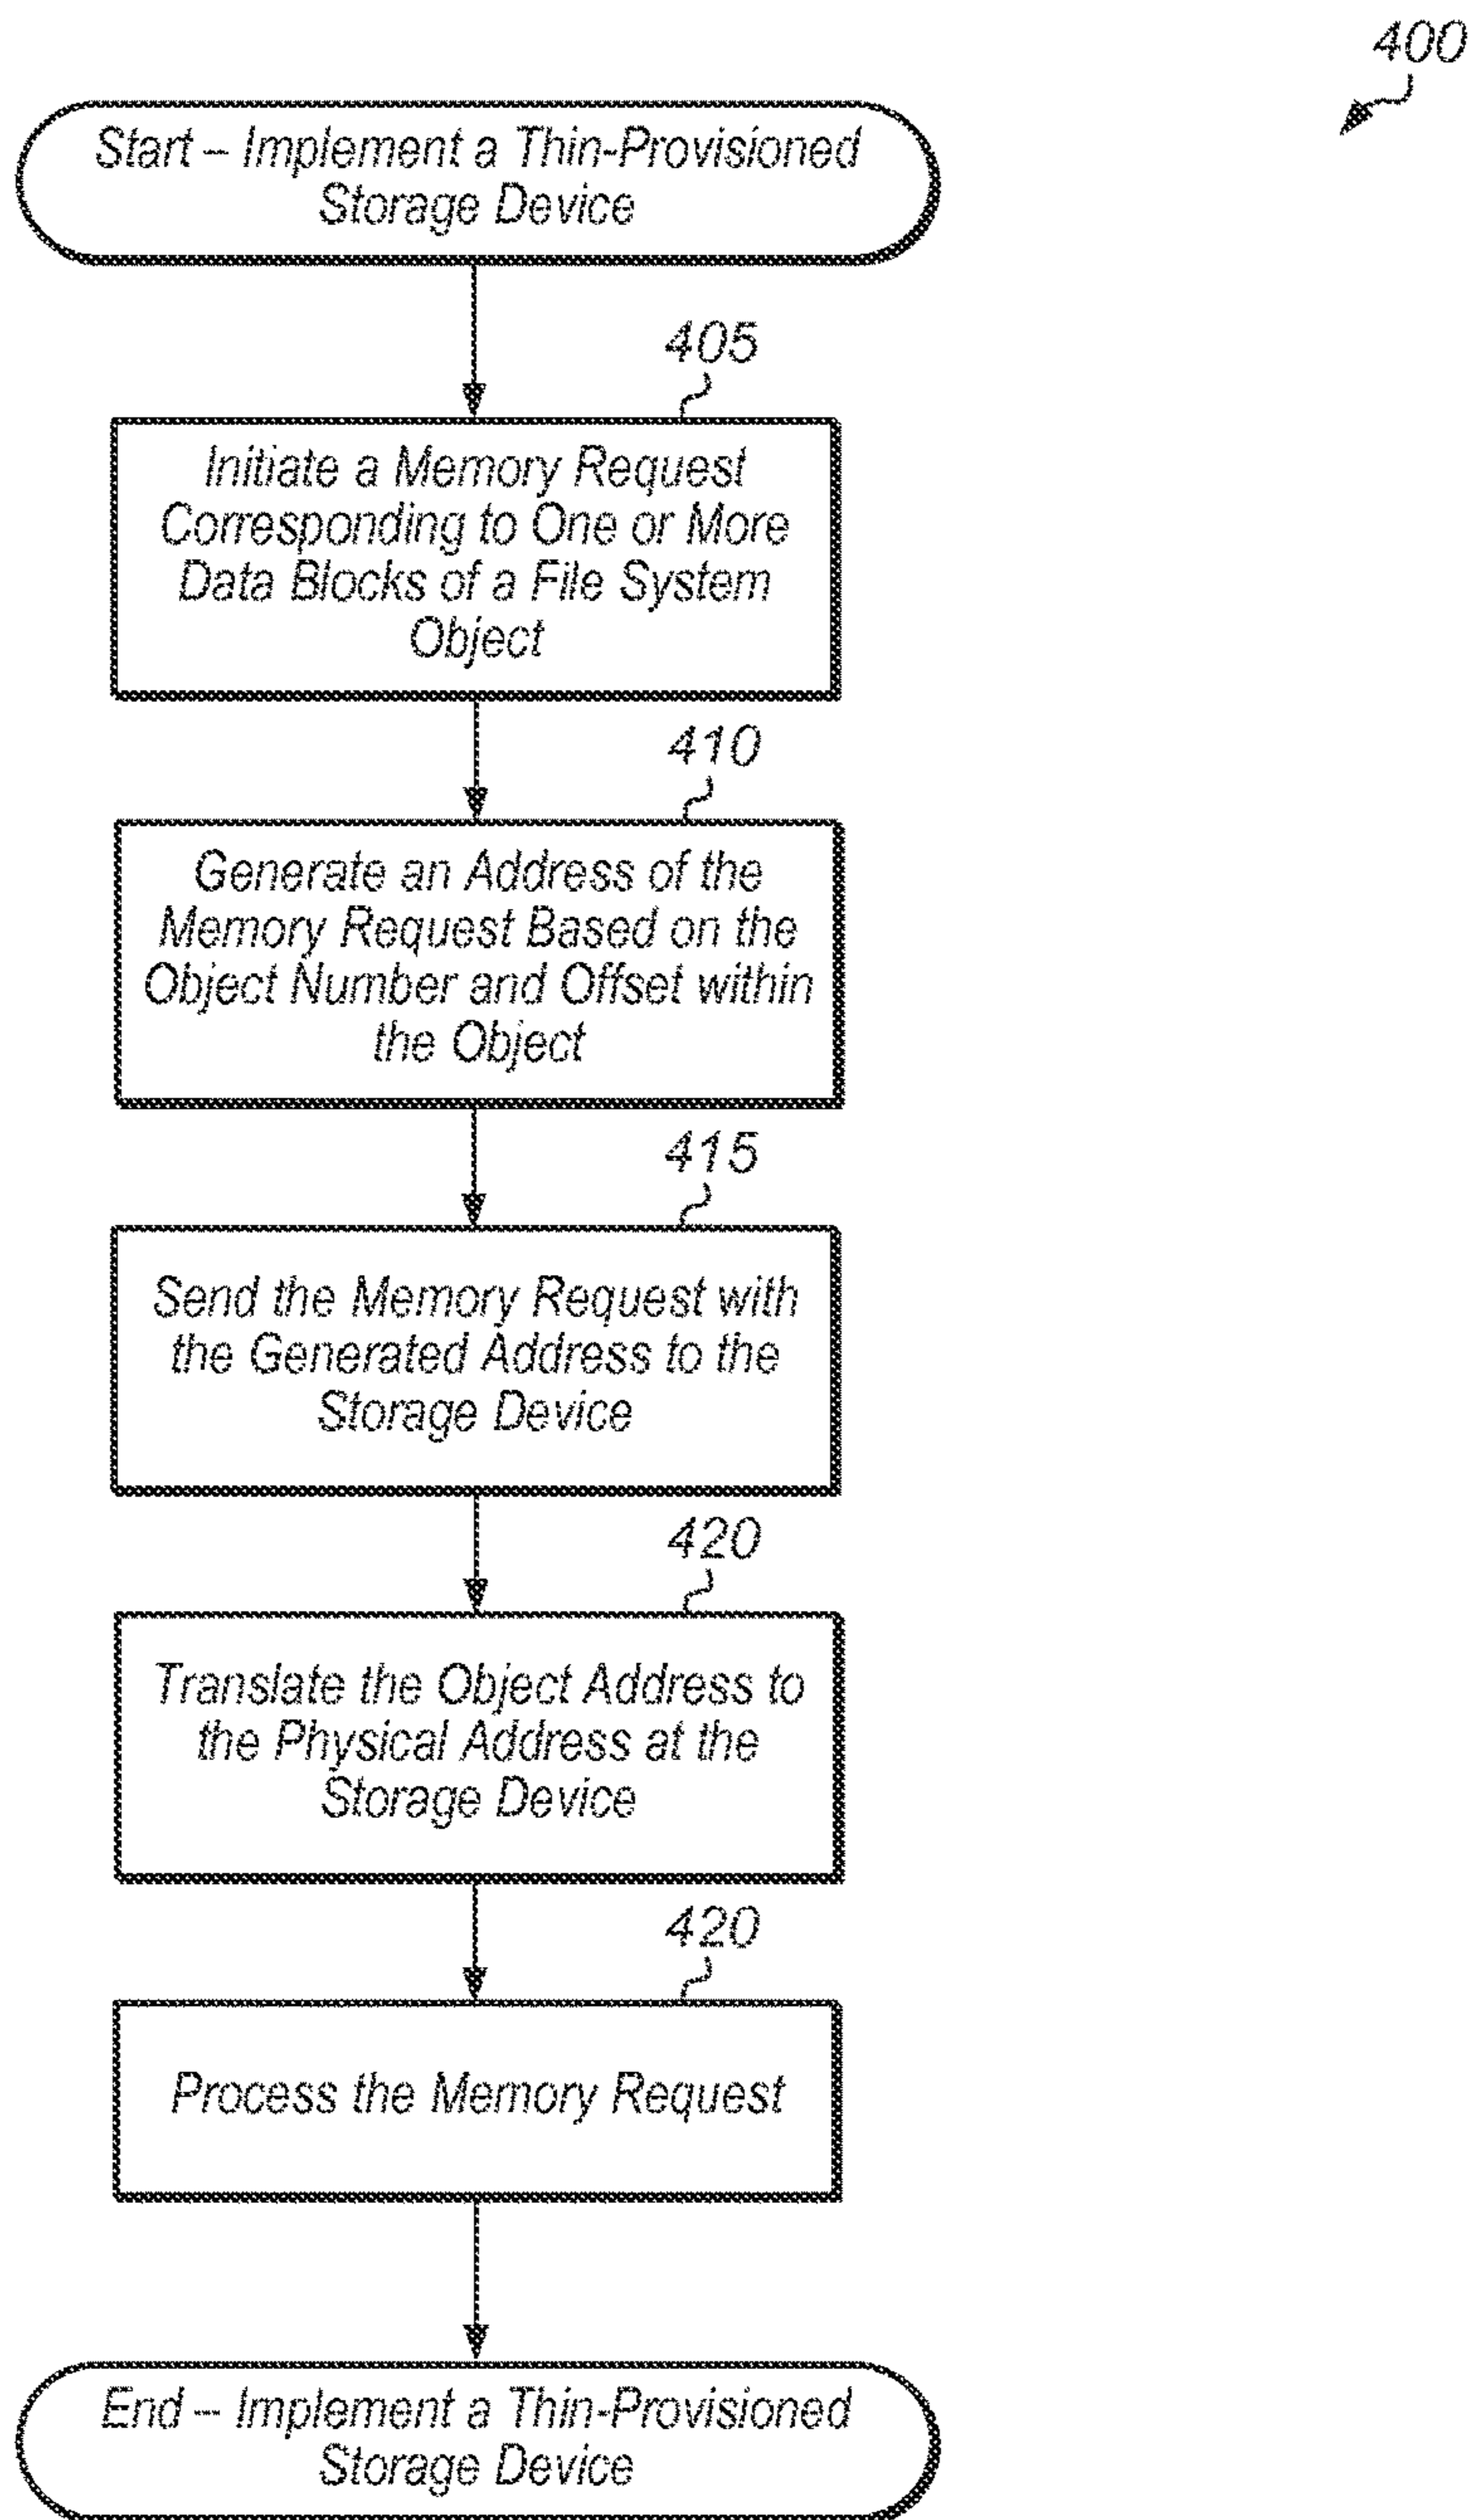 400
Start – Implement a Thin-Provisioned
Storage Device
405
Initiate a Memory Request
Corresponding to One or More
Data Blocks of a File System
Object
410
Generate an Address of the
Memory Request Based on the
Object Number and Offset within
the Object
415
Send the Memory Request with
the Generated Address to the
Storage Device
420
Translate the Object Address to
the Physical Address at the
Storage Device
420
Process the Memory Request
End – Implement a Thin-Provisioned
Storage Device